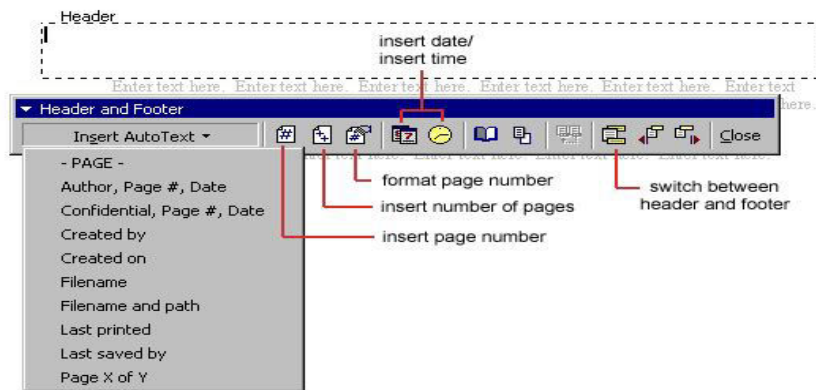 Header
insert date/
insert time
Enter text here. Enter text here. Enter text here. Enter text here. Enter text here. Enter text
here.
Header and Footer
Insert AutoText
Close
- PAGE -
Author, Page #, Date
Confidential, Page #, Date
Created by
Created on
Filename
Filename and path
Last printed
Last saved by
Page X of Y
format page number
insert number of pages
insert page number
switch between
header and footer